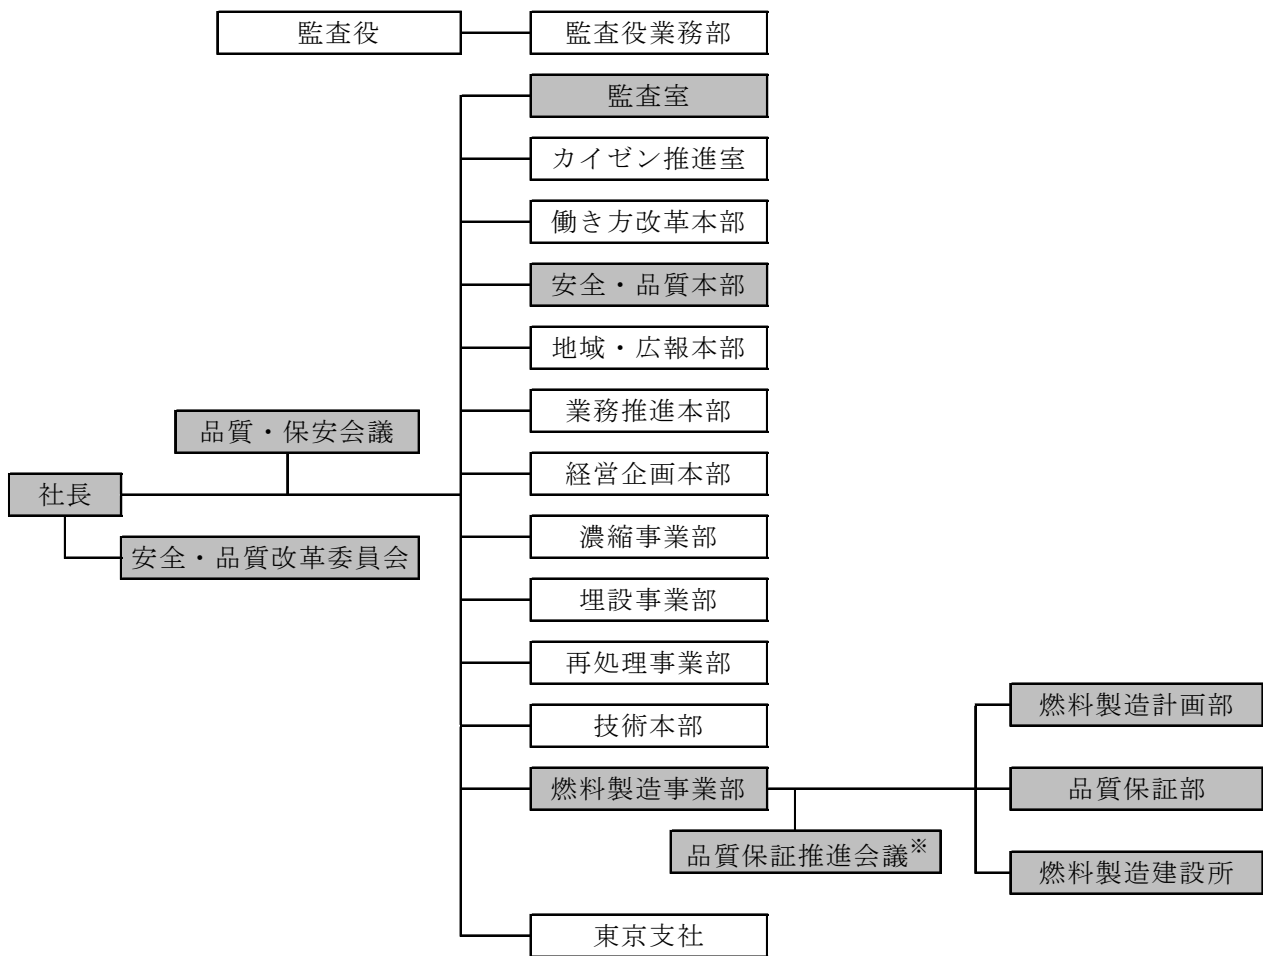 監査役
監査役業務部
監査室
カイゼン推進室
働き方改革本部
安全・品質本部
地域・広報本部
業務推進本部
品質・保安会議
経営企画本部
社長
濃縮事業部
安全・品質改革委員会
埋設事業部
再処理事業部
燃料製造計画部
技術本部
燃料製造事業部
品質保証部
品質保証推進会議※
燃料製造建設所
東京支社